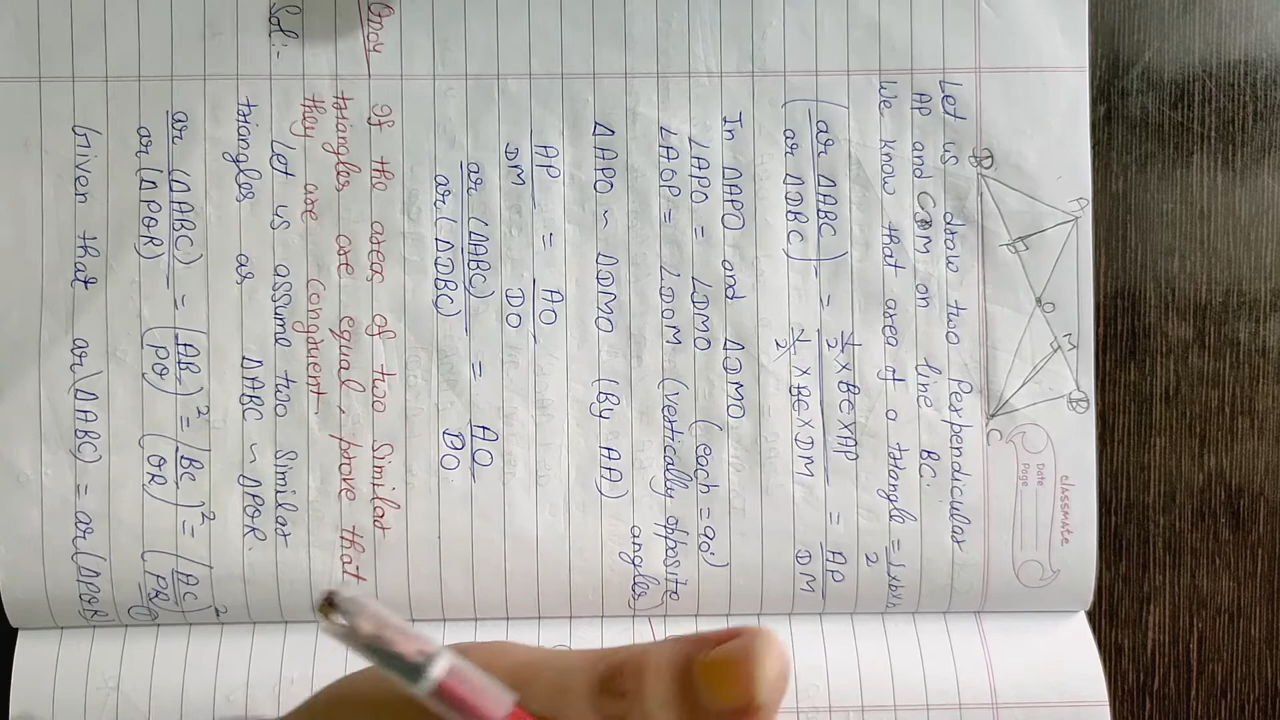 classmate
Date
Page
A
D
P
O
M
B
C
Let us draw two Perpendicular
AP and DM on line BC.
We know that area of a triangle = 1/2 x b x h
(ar ΔABC / ar ΔDBC) = 1/2 x BC x AP / 1/2 x BC x DM = AP / DM
In ΔAPO and ΔDMO
∠APO = ∠DMO (each = 90°)
∠AOP = ∠DOM (vertically opposite
angles)
ΔAPO ~ ΔDMO (By AA)
AP / DM = AO / DO
ar (ΔABC) / ar (ΔDBC) = AO / DO.
If the areas of two Similar
triangles are equal, prove that
they are congruent.
Sol:- Let us assume two Similar
triangles as ΔABC ~ ΔPQR.
ar (ΔABC) / ar (ΔPQR) = (AB / PQ)² = (BC / QR)² = (AC / PR)²
Given that ar(ΔABC) = ar(ΔPQR)